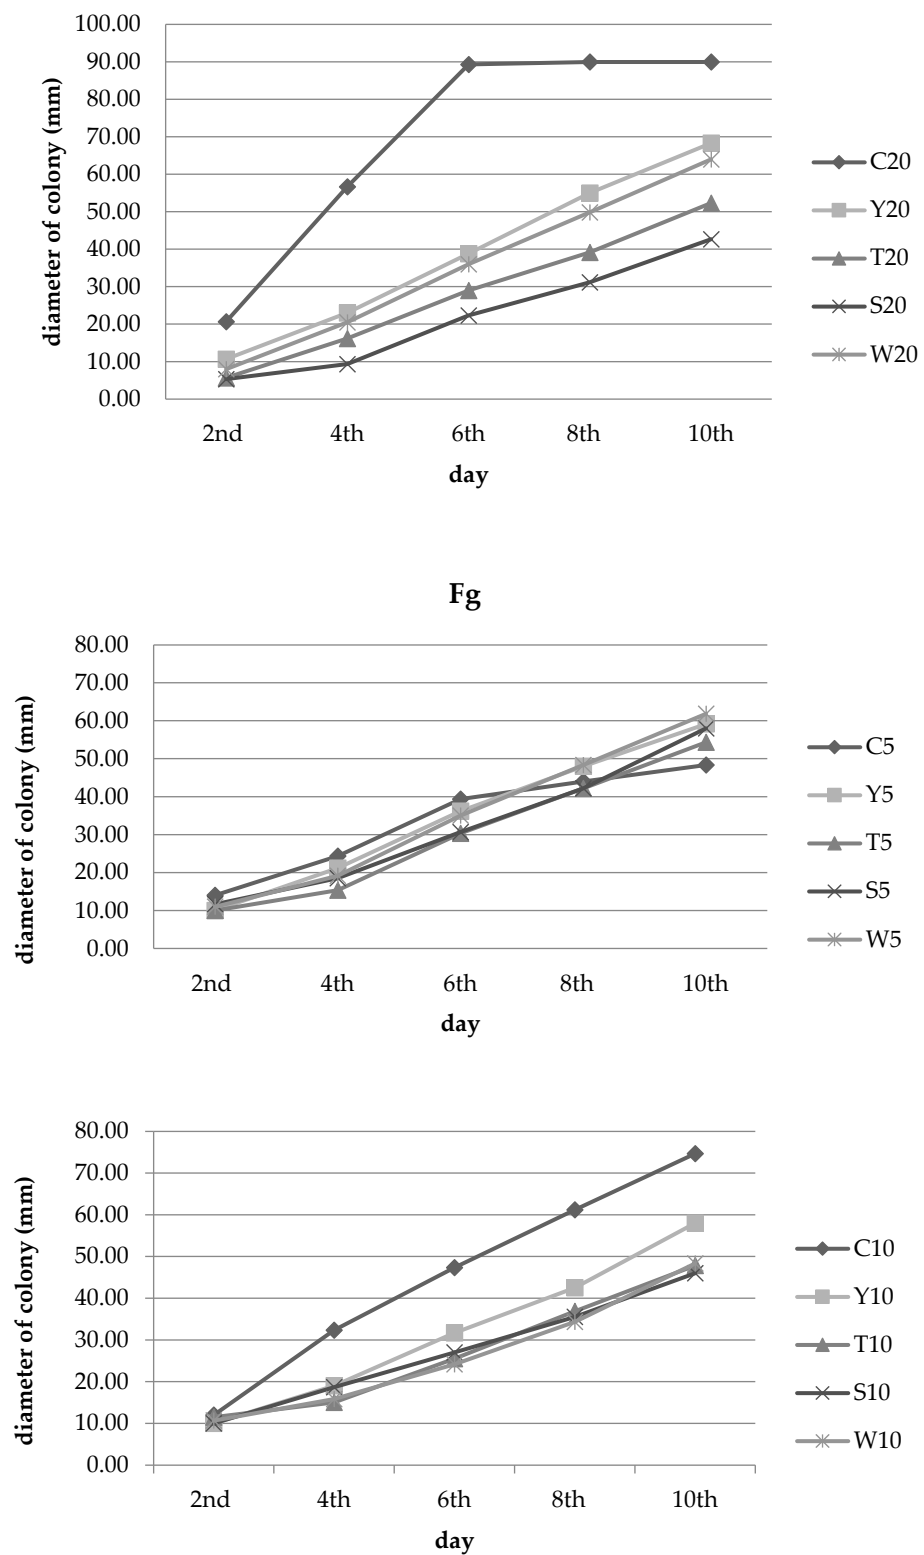 100.00
90.00
80.00
70.00
60.00
50.00
40.00
30.00
20.00
10.00
0.00
diameter of colony (mm)
2nd 4th 6th 8th 10th
day
C20
Y20
T20
S20
W20
Fg
80.00
70.00
60.00
50.00
40.00
30.00
20.00
10.00
0.00
diameter of colony (mm)
2nd 4th 6th 8th 10th
day
C5
Y5
T5
S5
W5
80.00
70.00
60.00
50.00
40.00
30.00
20.00
10.00
0.00
diameter of colony (mm)
2nd 4th 6th 8th 10th
day
C10
Y10
T10
S10
W10